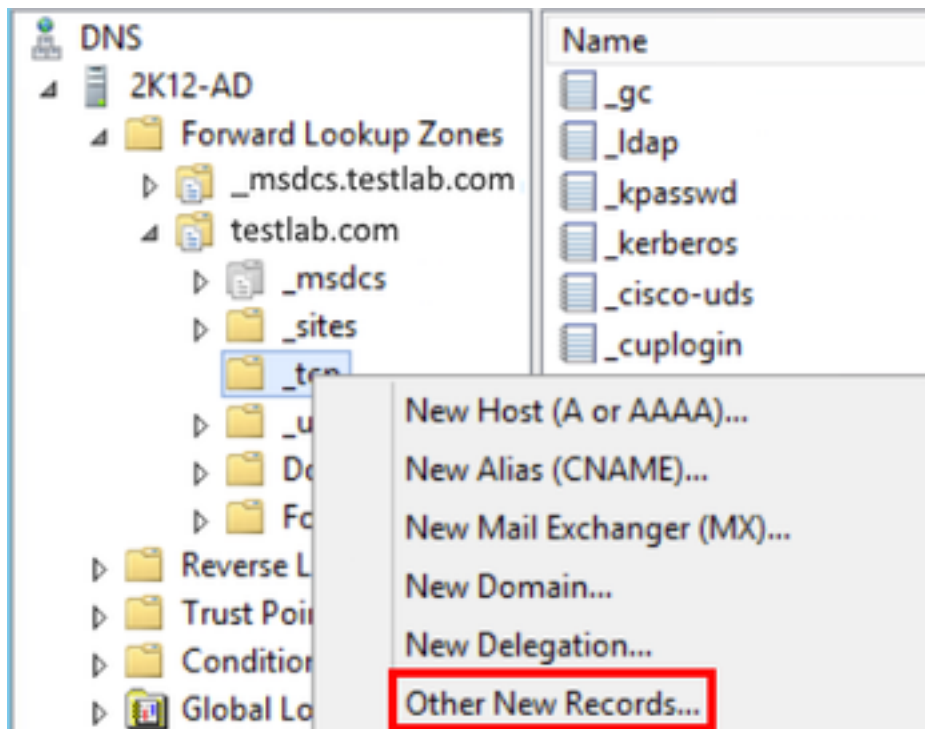 DNS
2K12-AD
Forward Lookup Zones
_msdcs.testlab.com
testlab.com
_msdcs
_sites
_tcp
Reverse L
Trust Poi
Condition
Global Lo
Name
_gc
_ldap
_kpasswd
_kerberos
_cisco-uds
_cuplogin
New Host (A or AAAA)...
New Alias (CNAME)...
New Mail Exchanger (MX)...
New Domain...
New Delegation...
Other New Records...